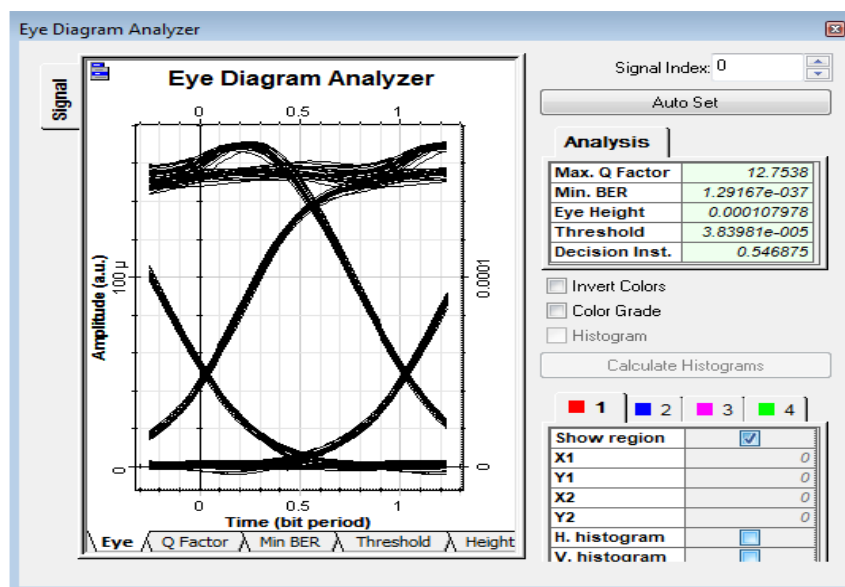 Eye Diagram Analyzer
Signal
Eye Diagram Analyzer
0 0.5 1
Amplitude (a.u.)
100 µ
0
0.0001
0
0 0.5 1
Time (bit period)
Eye Q Factor Min BER Threshold Height
Signal Index: 0
Auto Set
Analysis
Max. Q Factor 12.7538
Min. BER 1.29167e-037
Eye Height 0.000107978
Threshold 3.83981e-005
Decision Inst. 0.546875
Invert Colors
Color Grade
Histogram
Calculate Histograms
1 2 3 4
Show region
X1 0
Y1 0
X2 0
Y2 0
H. histogram
V. histogram